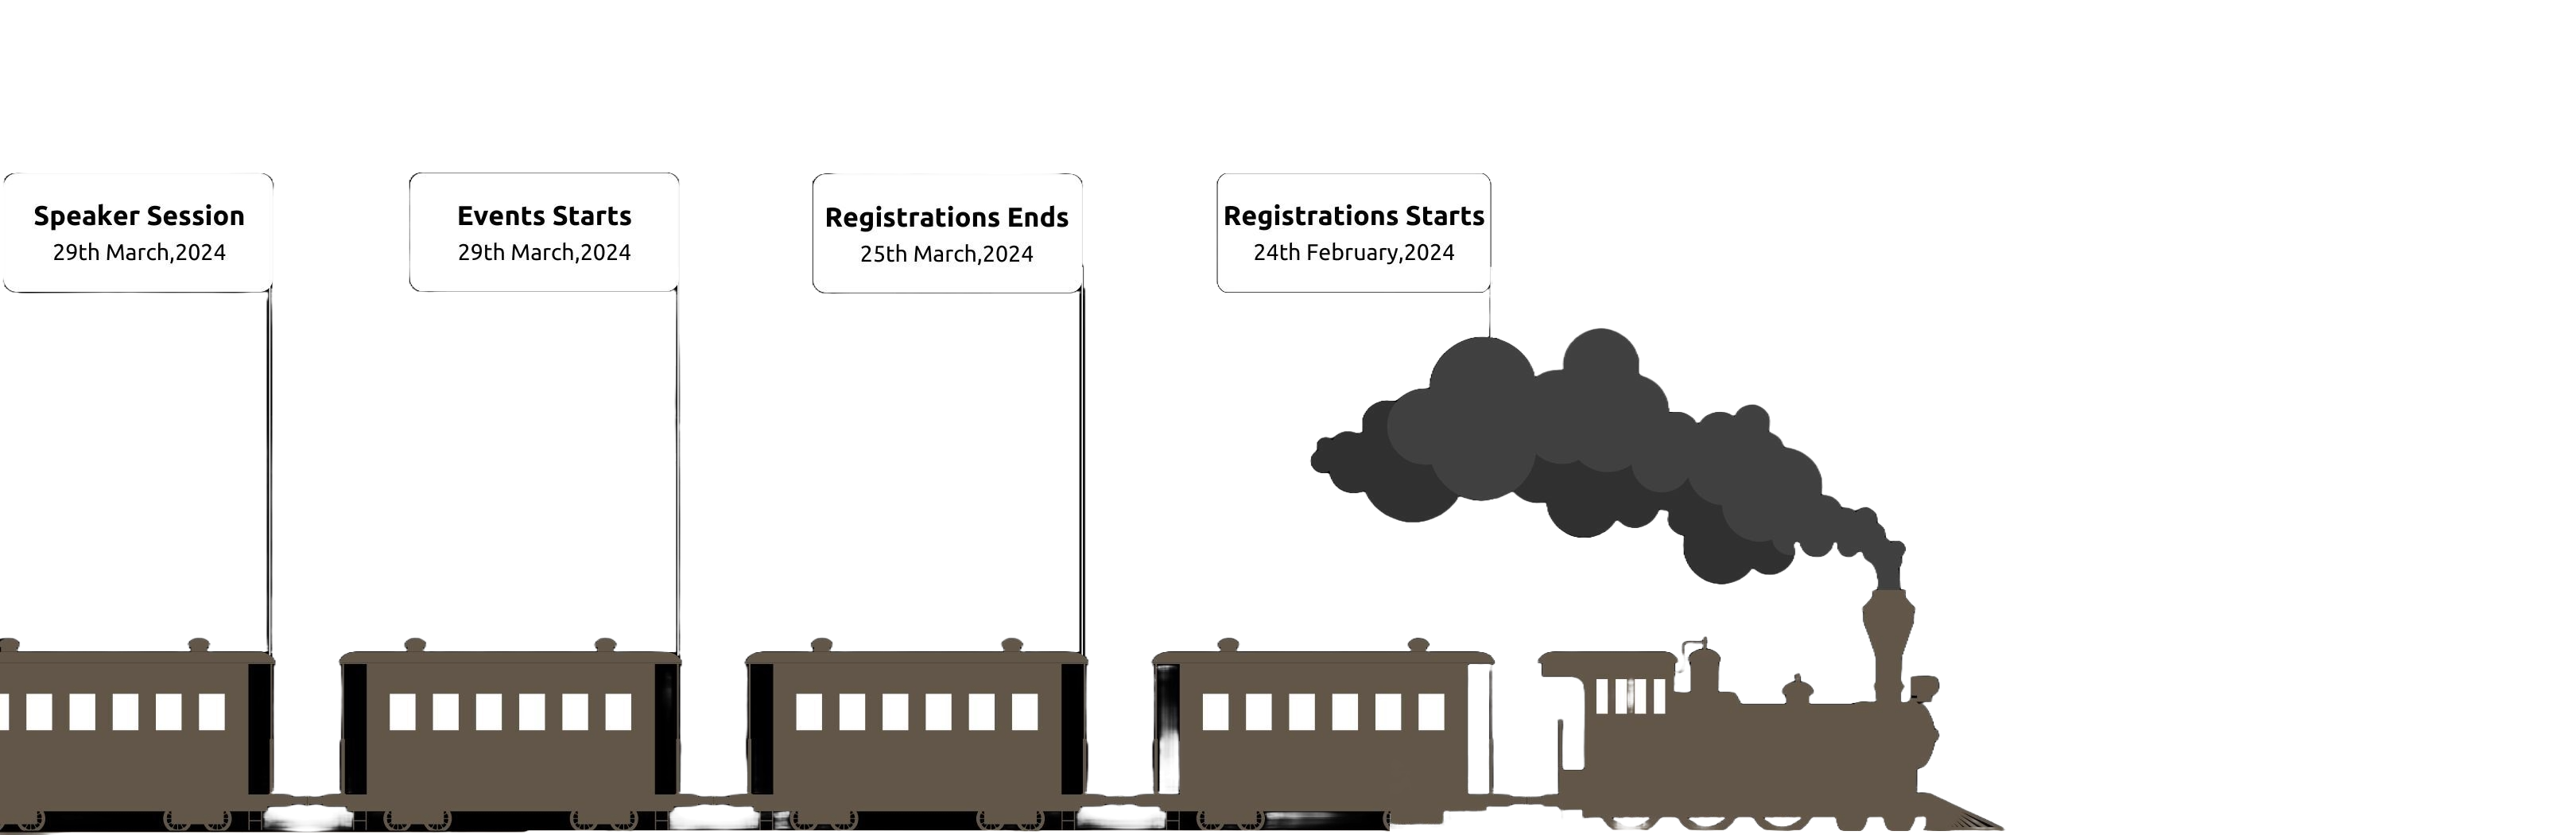 Speaker Session
29th March,2024
Events Starts
29th March,2024
Registrations Ends
25th March,2024
Registrations Starts
24th February,2024